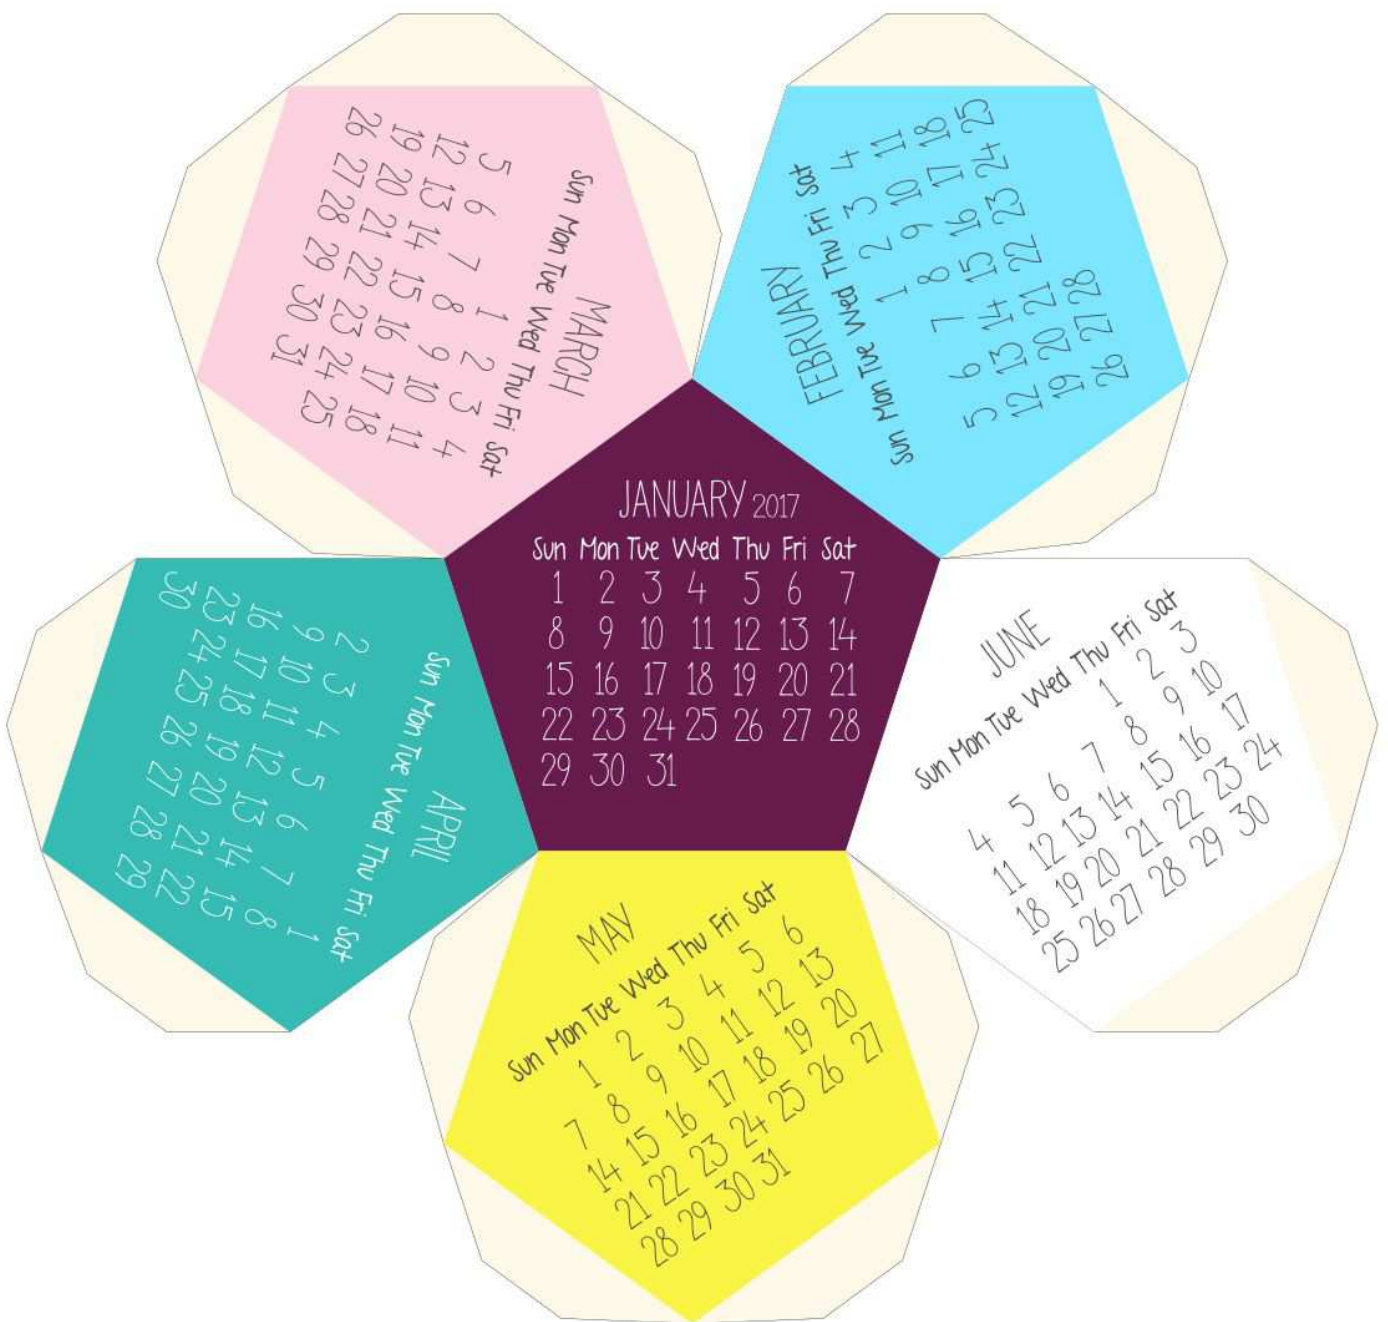 JANUARY 2017
Sun Mon Tue Wed Thu Fri Sat
1 2 3 4 5 6 7
8 9 10 11 12 13 14
15 16 17 18 19 20 21
22 23 24 25 26 27 28
29 30 31
FEBRUARY
Sun Mon Tue Wed Thu Fri Sat
1 2 3 4
5 6 7 8 9 10 11
12 13 14 15 16 17 18
19 20 21 22 23 24 25
26 27 28
MARCH
Sun Mon Tue Wed Thu Fri Sat
1 2 3 4
5 6 7 8 9 10 11
12 13 14 15 16 17 18
19 20 21 22 23 24 25
26 27 28 29 30 31
APRIL
Sun Mon Tue Wed Thu Fri Sat
1
2 3 4 5 6 7 8
9 10 11 12 13 14 15
16 17 18 19 20 21 22
23 24 25 26 27 28 29
30
MAY
Sun Mon Tue Wed Thu Fri Sat
1 2 3 4 5 6
7 8 9 10 11 12 13
14 15 16 17 18 19 20
21 22 23 24 25 26 27
28 29 30 31
JUNE
Sun Mon Tue Wed Thu Fri Sat
1 2 3
4 5 6 7 8 9 10
11 12 13 14 15 16 17
18 19 20 21 22 23 24
25 26 27 28 29 30